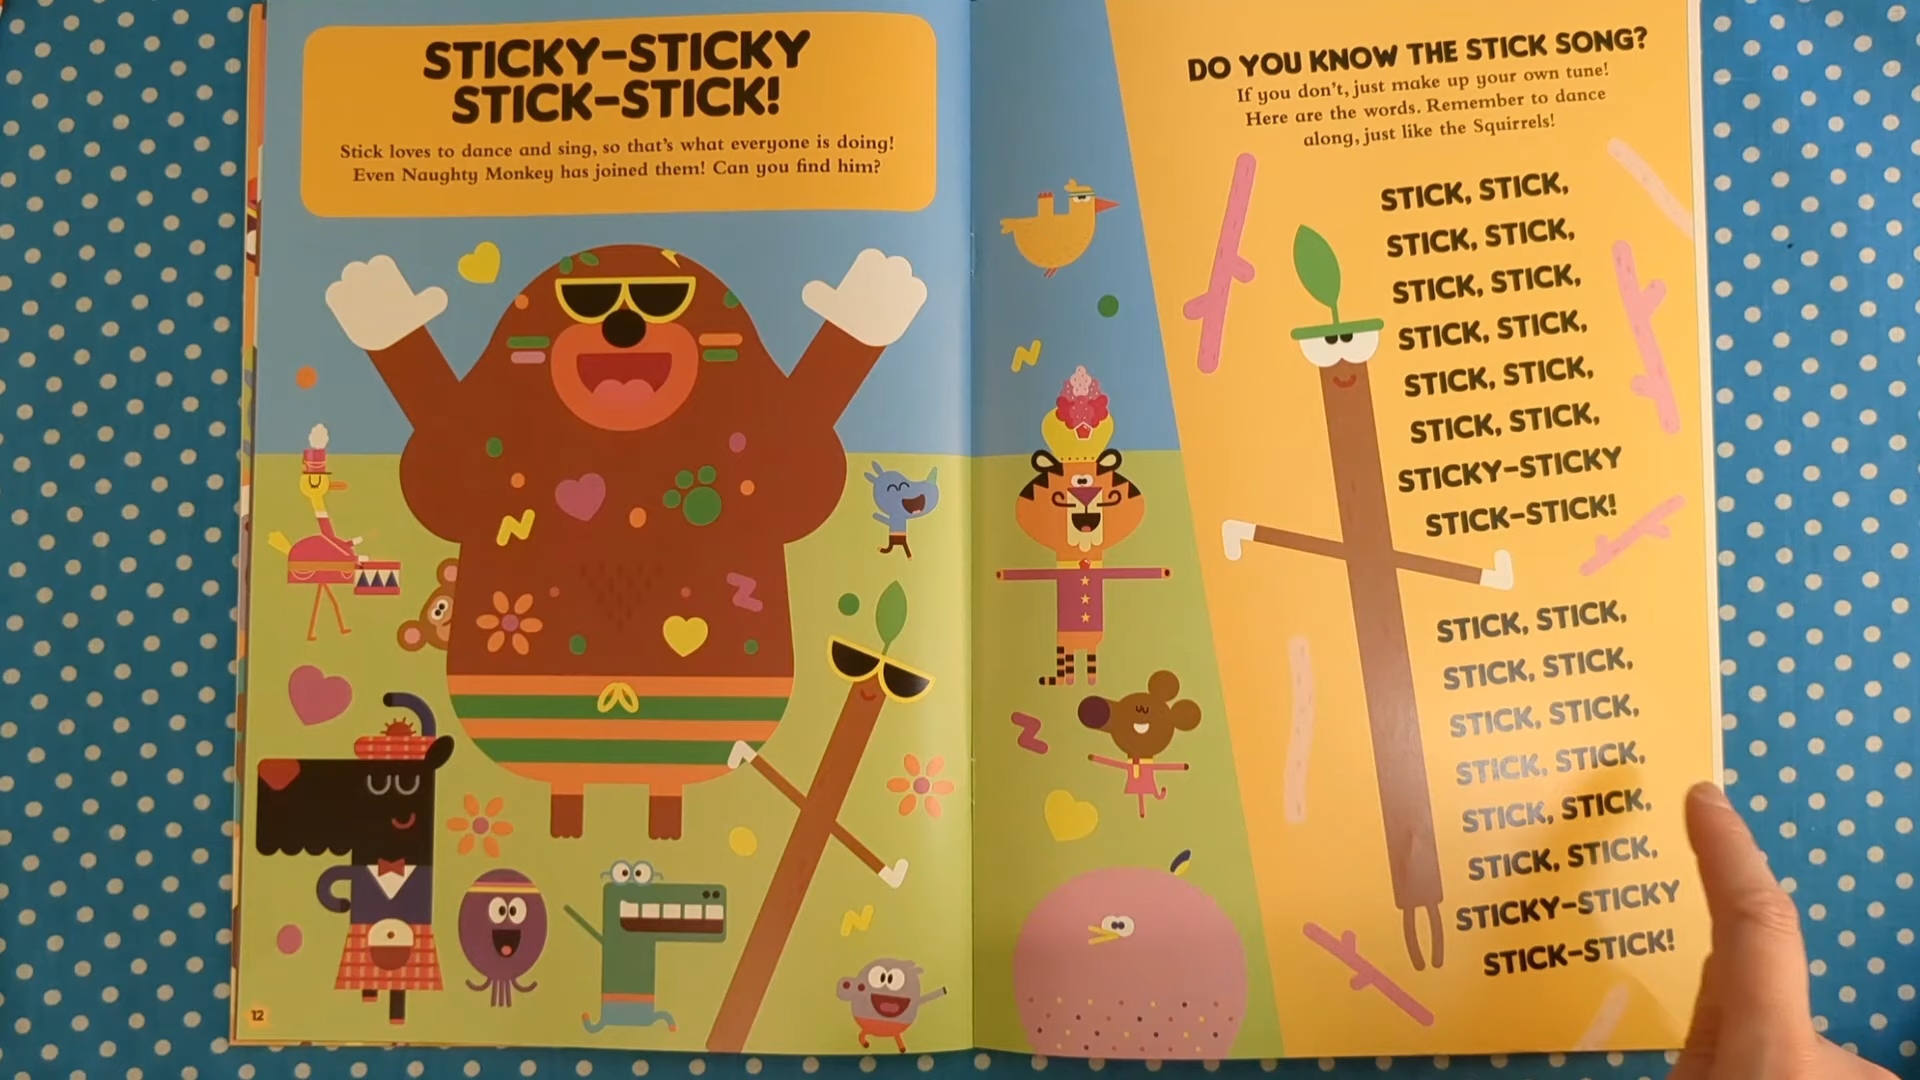 STICKY-STICKY
STICK-STICK!
Stick loves to dance and sing, so that's what everyone is doing!
Even Naughty Monkey has joined them! Can you find him?
12
DO YOU KNOW THE STICK SONG?
If you don't, just make up your own tune!
Here are the words. Remember to dance
along, just like the Squirrels!
STICK, STICK,
STICK, STICK,
STICK, STICK,
STICK, STICK,
STICK, STICK,
STICK, STICK,
STICKY-STICKY
STICK-STICK!
STICK, STICK,
STICK, STICK,
STICK, STICK,
STICK, STICK,
STICK, STICK,
STICK, STICK,
STICKY-STICKY
STICK-STICK!